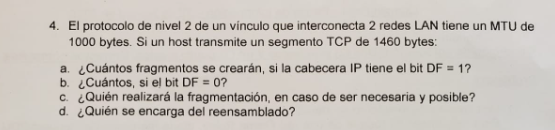 4. El protocolo de nivel 2 de un vínculo que interconecta 2 redes LAN tiene un MTU de
1000 bytes. Si un host transmite un segmento TCP de 1460 bytes:
a. ¿Cuántos fragmentos se crearán, si la cabecera IP tiene el bit DF = 1?
b. ¿Cuántos, si el bit DF = 0?
c. ¿Quién realizará la fragmentación, en caso de ser necesaria y posible?
d. ¿Quién se encarga del reensamblado?